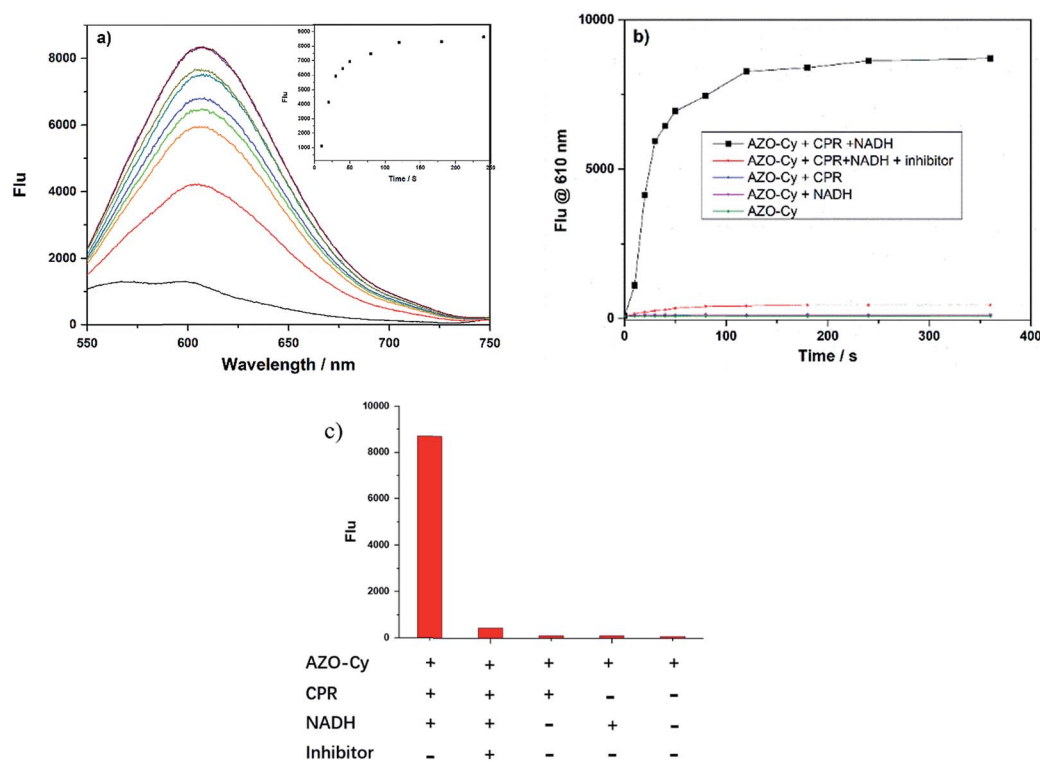 a)
8000
6000
4000
2000
0
Flu
550
600
650
700
750
Wavelength / nm
9000
8000
7000
6000
5000
4000
3000
2000
1000
0
Flu
0
50
100
150
200
250
Time / S
b)
10000
7500
5000
2500
0
Flu @ 610 nm
0
100
200
300
400
Time / s
AZO-Cy + CPR +NADH
AZO-Cy + CPR+NADH + inhibitor
AZO-Cy + CPR
AZO-Cy + NADH
AZO-Cy
c)
10000
8000
6000
4000
2000
0
Flu
AZO-Cy + + + + +
CPR + + + - -
NADH + + - + -
Inhibitor - + - - -